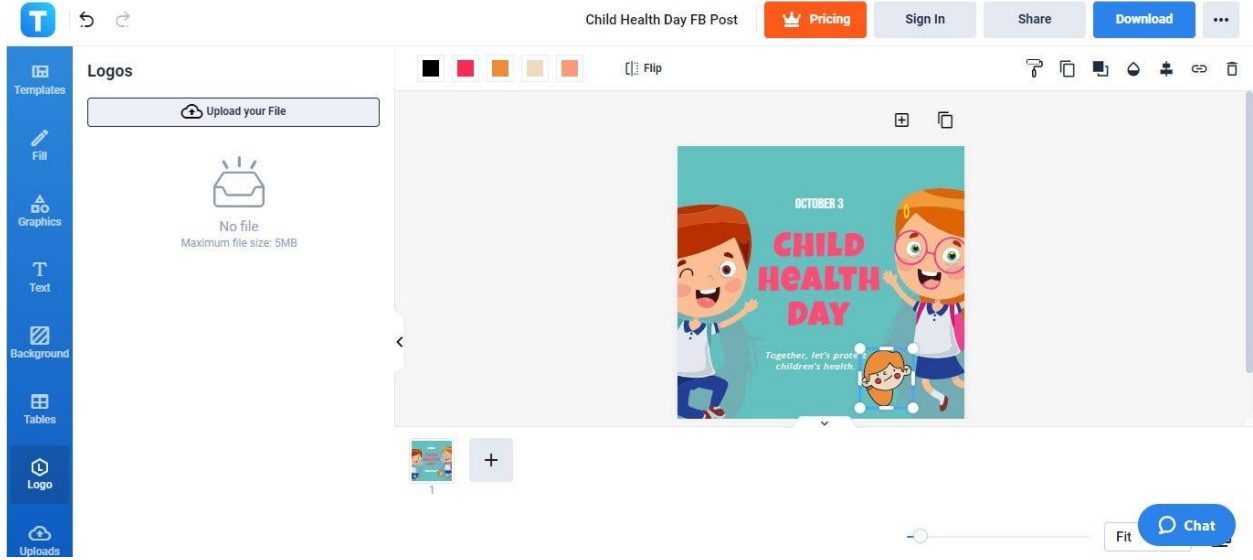 T
Child Health Day FB Post
Pricing
Sign In
Share
Download
Templates
Fill
Graphics
T
Text
Background
Tables
L
Logo
Uploads
Logos
Upload your File
No file
Maximum file size: 5MB
Flip
OCTOBER 3
CHILD
HEALTH
DAY
Together, let's protect
children's health.
1
Fit
Chat